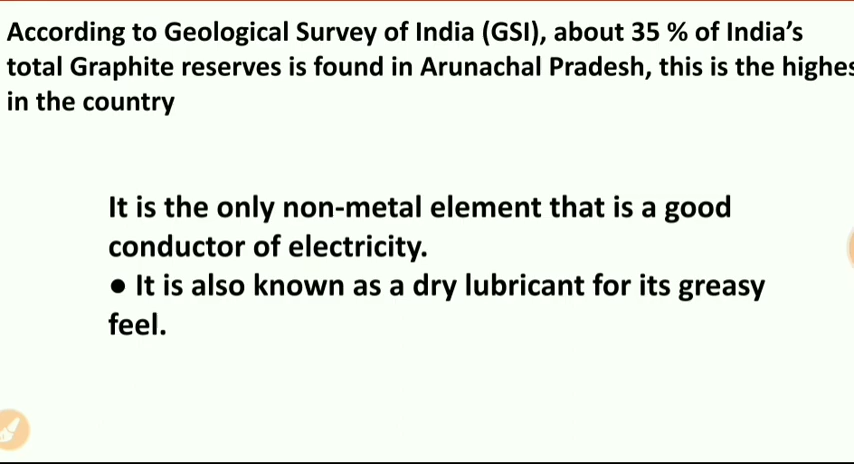 According to Geological Survey of India (GSI), about 35 % of India's
total Graphite reserves is found in Arunachal Pradesh, this is the highes
in the country
It is the only non-metal element that is a good
conductor of electricity.
● It is also known as a dry lubricant for its greasy
feel.